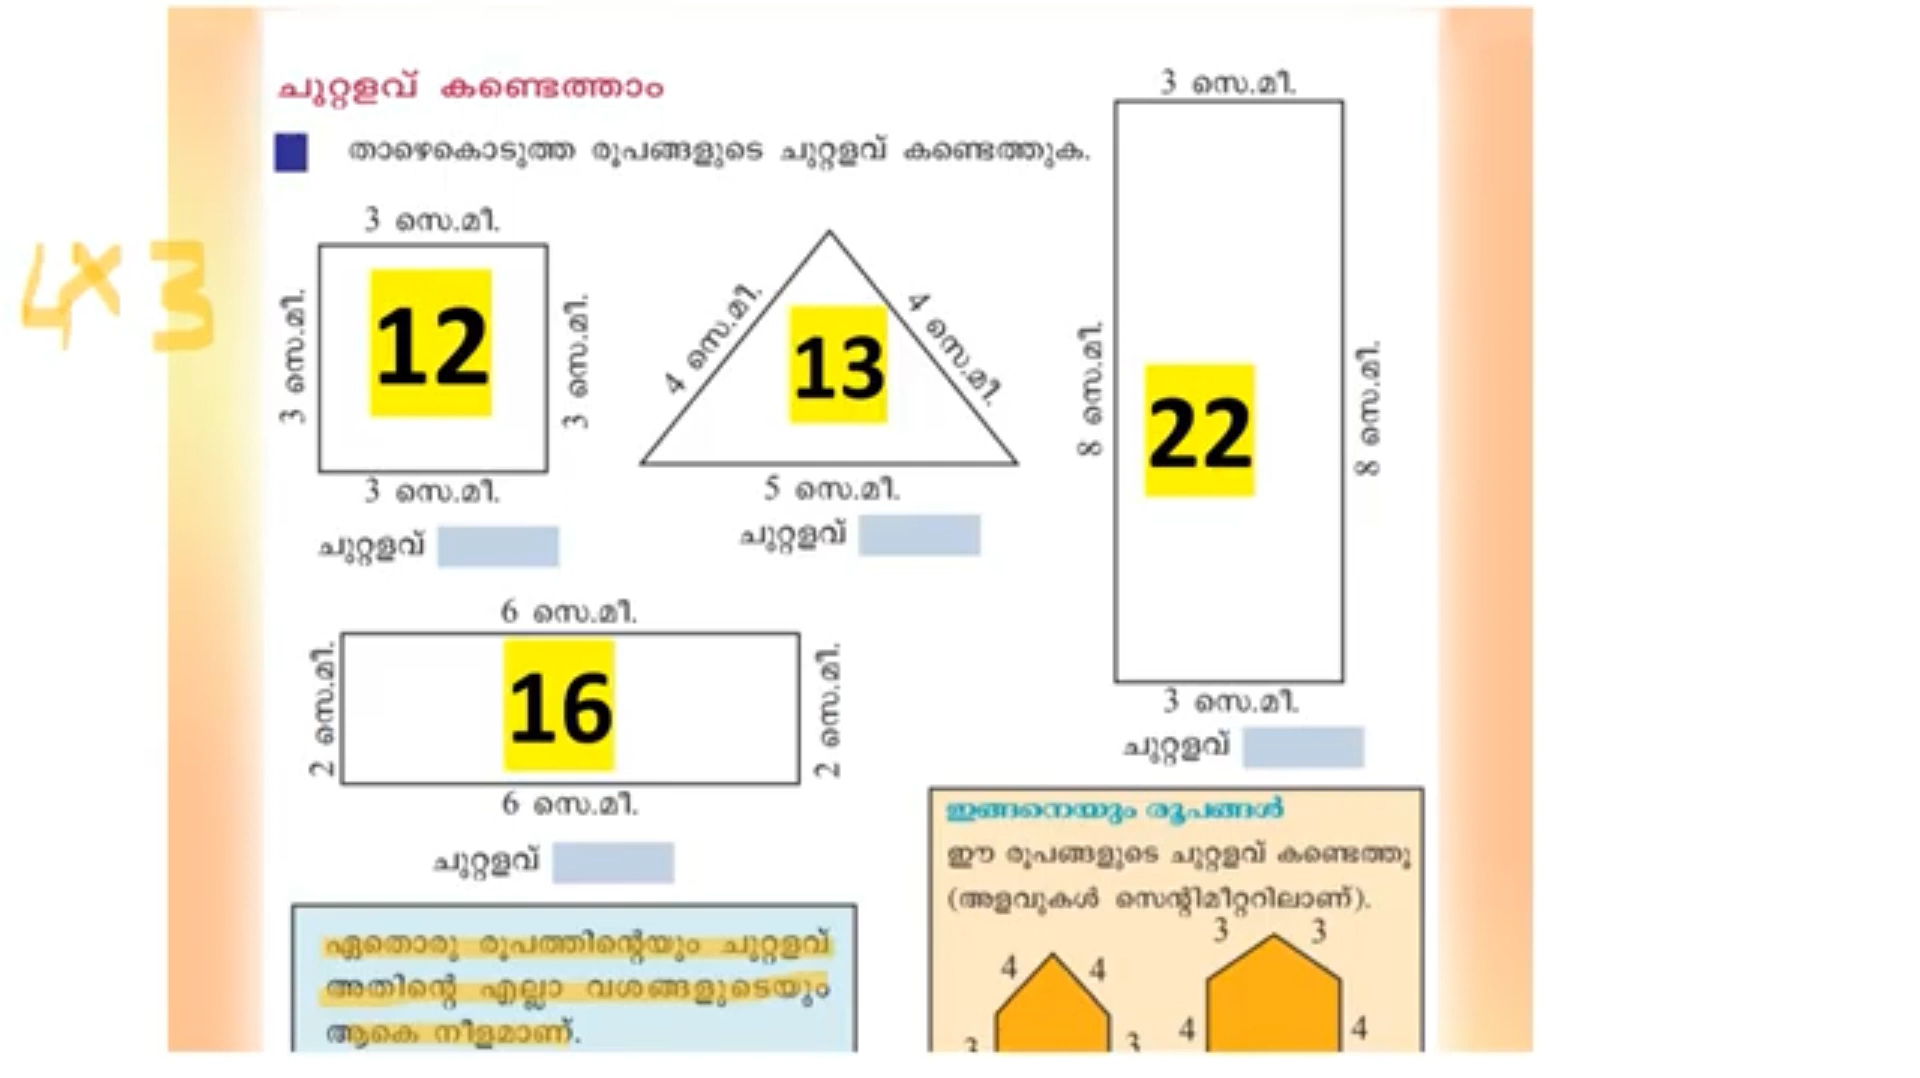 ചുറ്റളവ് കണ്ടെത്താം
താഴെകൊടുത്ത രൂപങ്ങളുടെ ചുറ്റളവ് കണ്ടെത്തുക.
4×3
3 സെ.മീ.
3 സെ.മീ.
12
3 സെ.മീ.
3 സെ.മീ.
ചുറ്റളവ്
4 സെ.മീ.
13
4 സെ.മീ.
5 സെ.മീ.
ചുറ്റളവ്
3 സെ.മീ.
8 സെ.മീ.
22
8 സെ.മീ.
3 സെ.മീ.
ചുറ്റളവ്
6 സെ.മീ.
2 സെ.മീ.
16
2 സെ.മീ.
6 സെ.മീ.
ചുറ്റളവ്
ഏതൊരു രൂപത്തിന്റെയും ചുറ്റളവ്
അതിന്റെ എല്ലാ വശങ്ങളുടെയും
ആകെ നീളമാണ്.
ഇങ്ങനെയും രൂപങ്ങൾ
ഈ രൂപങ്ങളുടെ ചുറ്റളവ് കണ്ടെത്തൂ
(അളവുകൾ സെന്റിമീറ്ററിലാണ്).
4 4
3 3
3 3
4 4